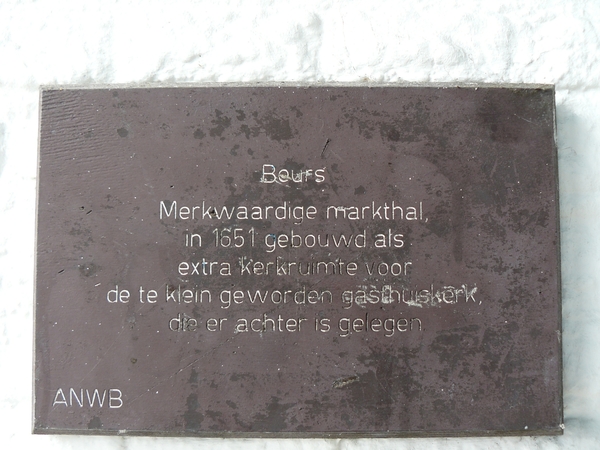 Beurs
Merkwaardige markthal,
in 1651 gebouwd als
extra kerkruimte voor
de te klein geworden gasthuiskerk,
die er achter is gelegen
ANWB